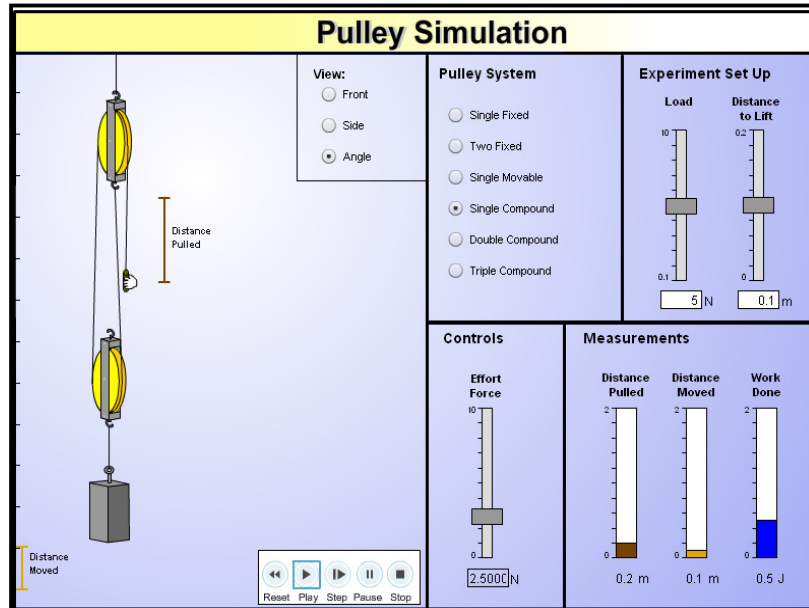 Pulley Simulation
View:
Front
Side
Angle
Distance
Pulled
Distance
Moved
Reset Play Step Pause Stop
Pulley System
Single Fixed
Two Fixed
Single Movable
Single Compound
Double Compound
Triple Compound
Experiment Set Up
Load
10
0.1
5 N
Distance
to Lift
0.2
0
0.1 m
Controls
Effort
Force
10
0
2.5000 N
Measurements
Distance
Pulled
2
0
0.2 m
Distance
Moved
2
0
0.1 m
Work
Done
2
0
0.5 J